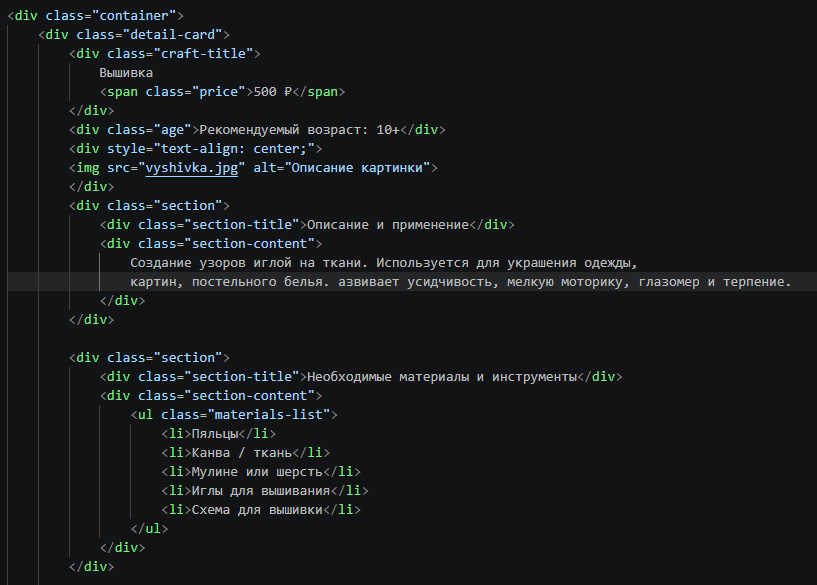 <div class="container">
<div class="detail-card">
<div class="craft-title">
Вышивка
<span class="price">500 ₽</span>
</div>
<div class="age">Рекомендуемый возраст: 10+</div>
<div style="text-align: center;">
<img src="vyshivka.jpg" alt="Описание картинки">
</div>
<div class="section">
<div class="section-title">Описание и применение</div>
<div class="section-content">
Создание узоров иглой на ткани. Используется для украшения одежды,
картин, постельного белья. азвивает усидчивость, мелкую моторику, глазомер и терпение.
</div>
</div>
<div class="section">
<div class="section-title">Необходимые материалы и инструменты</div>
<div class="section-content">
<ul class="materials-list">
<li>Пяльцы</li>
<li>Канва / ткань</li>
<li>Мулине или шерсть</li>
<li>Иглы для вышивания</li>
<li>Схема для вышивки</li>
</ul>
</div>
</div>